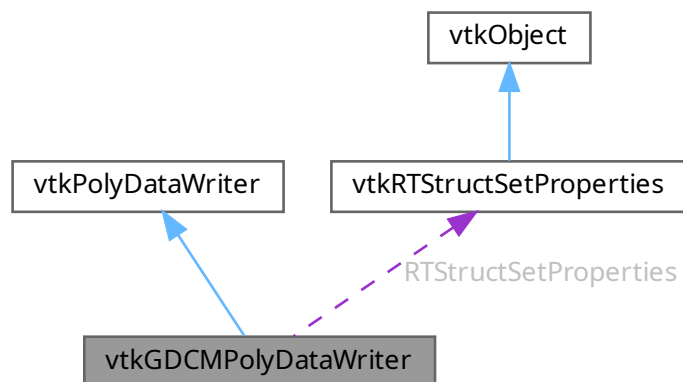 vtkObject
vtkPolyDataWriter
vtkRTStructSetProperties
RTStructSetProperties
vtkGDCMPolyDataWriter